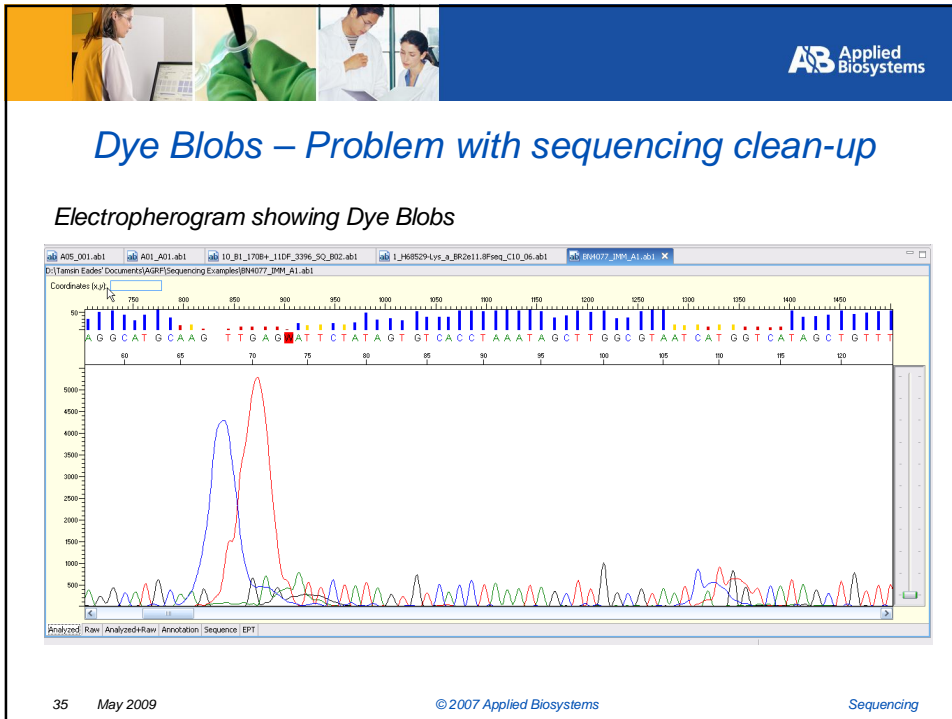 AB Applied Biosystems
Dye Blobs – Problem with sequencing clean-up
Electropherogram showing Dye Blobs
A05_001.ab1 A01_A01.ab1 10_B1_170B+_11DF_3396_SQ_B02.ab1 1_H68529-Lys_a_BR2e11.8Fseq_C10_06.ab1 BN4077_IMM_A1.ab1
D:\Tamsin Eades' Documents\AGRF\Sequencing Examples\BN4077_IMM_A1.ab1
Coordinates (x,y)
750 800 850 900 950 1000 1050 1100 1150 1200 1250 1300 1350 1400 1450
50
A G G C A T G C A A G T T G A G W A T T C T A T A G T G T C A C C T A A A T A G C T T G G C G T A A T C A T G G T C A T A G C T G T T T
60 65 70 75 80 85 90 95 100 105 110 115 120
5000
4500
4000
3500
3000
2500
2000
1500
1000
500
Analyzed Raw Analyzed+Raw Annotation Sequence EPT
35 May 2009 © 2007 Applied Biosystems Sequencing